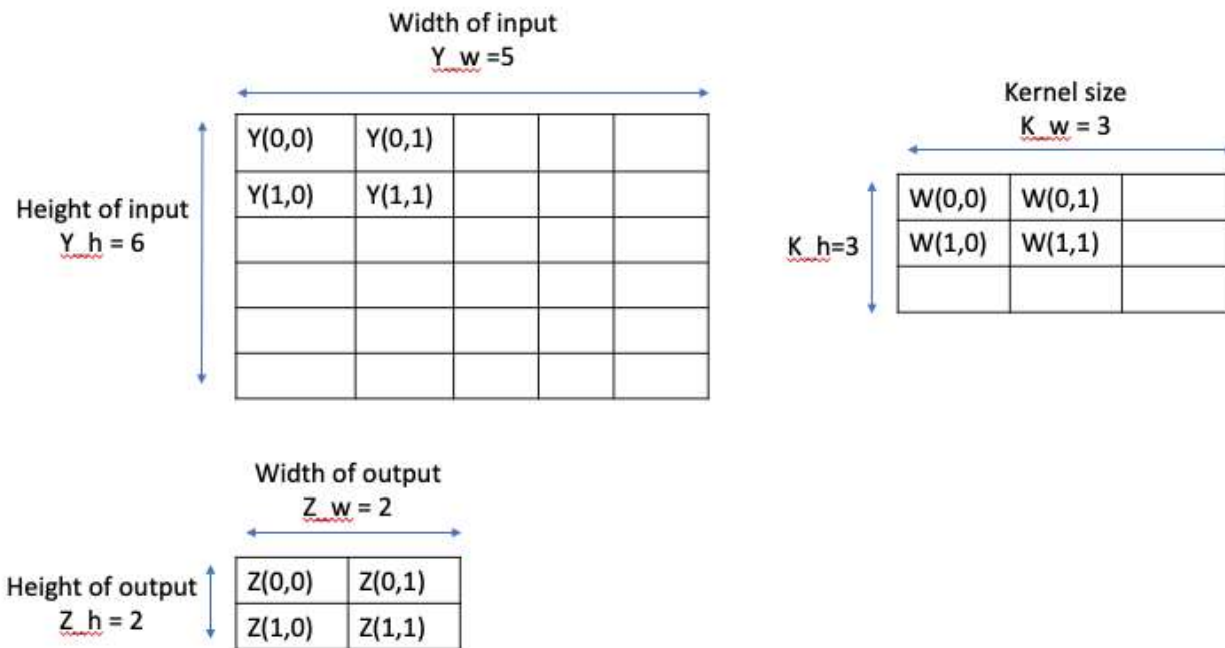 Width of input
Y_w =5
Kernel size
K_w = 3
Y(0,0) Y(0,1)
Y(1,0) Y(1,1)
Height of input
Y_h = 6
W(0,0) W(0,1)
W(1,0) W(1,1)
K_h=3
Width of output
Z_w = 2
Height of output
Z_h = 2
Z(0,0) Z(0,1)
Z(1,0) Z(1,1)